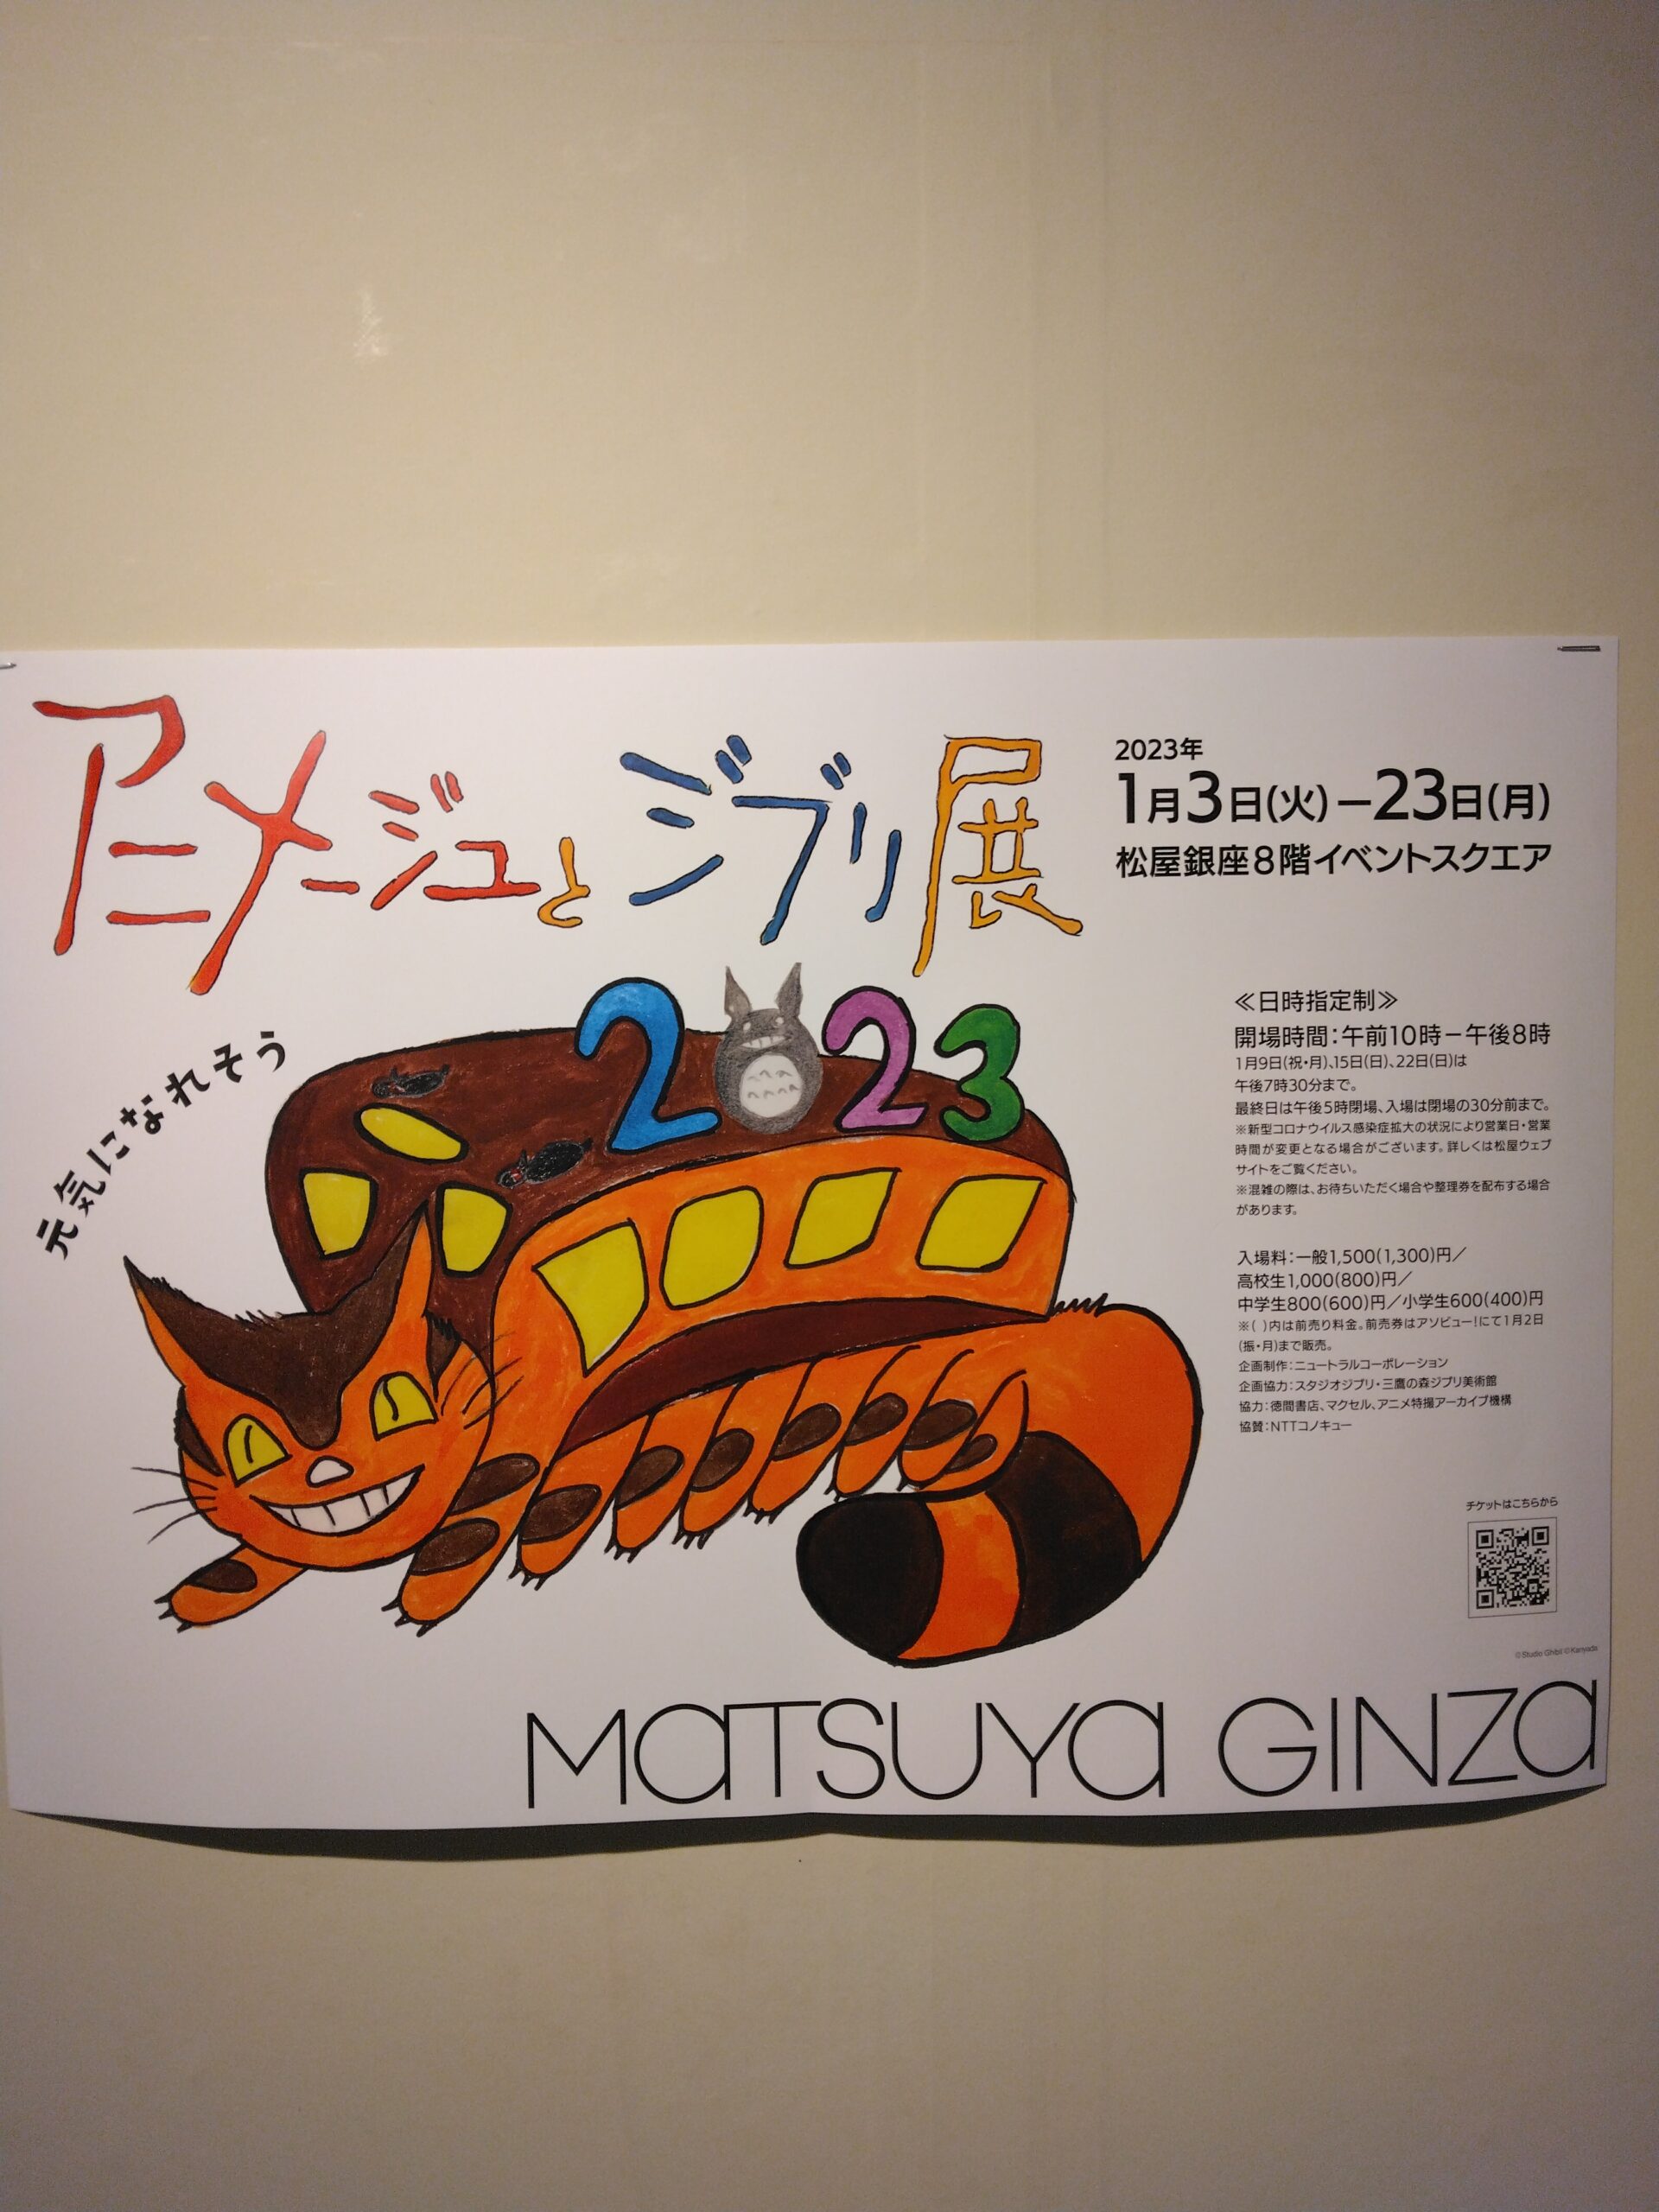 アニメージュとジブリ展
2023年
1月3日(火)ー23日(月)
松屋銀座8階イベントスクエア
元気になれそう
2 23
≪日時指定制≫
開場時間:午前10時ー午後8時
1月9日(祝・月)、15日(日)、22日(日)は
午後7時30分まで。
最終日は午後5時閉場、入場は閉場の30分前まで。
※新型コロナウイルス感染症拡大の状況により営業日・営業
時間が変更となる場合がございます。詳しくは松屋ウェブ
サイトをご覧ください。
※混雑の際は、お待ちいただく場合や整理券を配布する場合
があります。
入場料:一般1,500(1,300)円／
高校生1,000(800)円／
中学生800(600)円／小学生600(400)円
※( )内は前売り料金。前売券はアソビュー!にて1月2日
(振・月)まで販売。
企画制作:ニュートラルコーポレーション
企画協力:スタジオジブリ・三鷹の森ジブリ美術館
協力:徳間書店、マクセル、アニメ特撮アーカイブ機構
協賛:NTTコノキュー
チケットはこちらから
©Studio Ghibli ©Kanyada
MaTSUYa GINZa